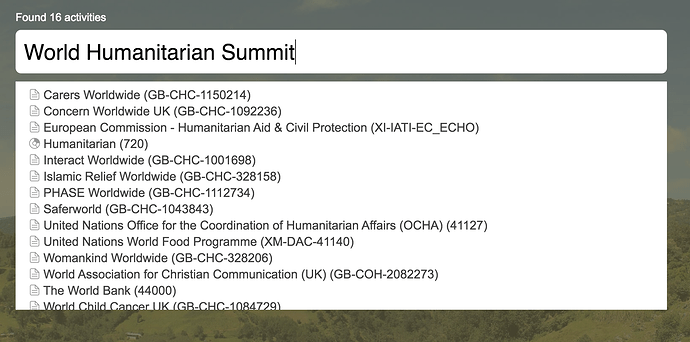 Found 16 activities
World Humanitarian Summit
Carers Worldwide (GB-CHC-1150214)
Concern Worldwide UK (GB-CHC-1092236)
European Commission - Humanitarian Aid & Civil Protection (XI-IATI-EC_ECHO)
Humanitarian (720)
Interact Worldwide (GB-CHC-1001698)
Islamic Relief Worldwide (GB-CHC-328158)
PHASE Worldwide (GB-CHC-1112734)
Saferworld (GB-CHC-1043843)
United Nations Office for the Coordination of Humanitarian Affairs (OCHA) (41127)
United Nations World Food Programme (XM-DAC-41140)
Womankind Worldwide (GB-CHC-328206)
World Association for Christian Communication (UK) (GB-COH-2082273)
The World Bank (44000)
World Child Cancer UK (GB-CHC-1084729)